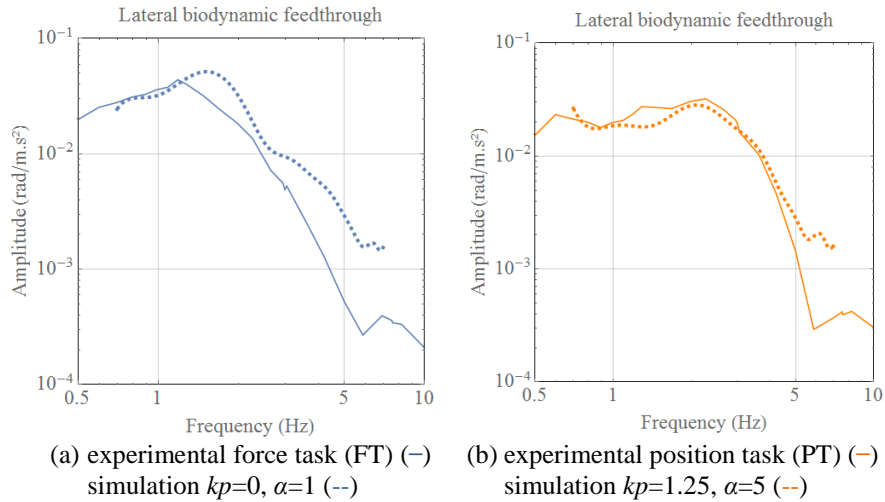 Lateral biodynamic feedthrough
Amplitude (rad/m.s²)
10⁻¹
10⁻²
10⁻³
10⁻⁴
0.5
1
5
10
Frequency (Hz)
(a) experimental force task (FT) (–)
simulation kp=0, α=1 (--)
Lateral biodynamic feedthrough
Amplitude (rad/m.s²)
10⁻¹
10⁻²
10⁻³
10⁻⁴
0.5
1
5
10
Frequency (Hz)
(b) experimental position task (PT) (–)
simulation kp=1.25, α=5 (--)